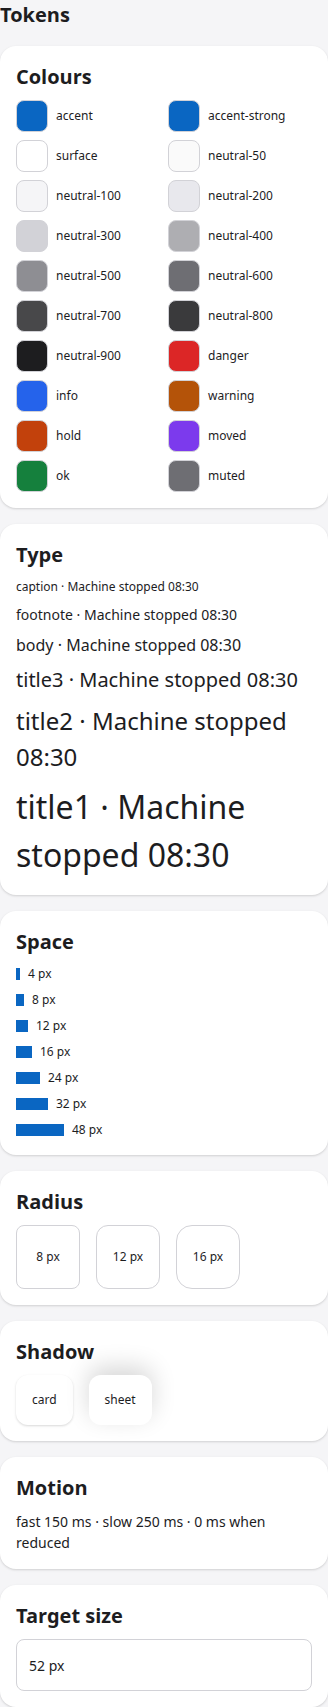 Tokens
Colours
accent
accent-strong
surface
neutral-50
neutral-100
neutral-200
neutral-300
neutral-400
neutral-500
neutral-600
neutral-700
neutral-800
neutral-900
danger
info
warning
hold
moved
ok
muted
Type
caption · Machine stopped 08:30
footnote · Machine stopped 08:30
body · Machine stopped 08:30
title3 · Machine stopped 08:30
title2 · Machine stopped
08:30
title1 · Machine
stopped 08:30
Space
4 px
8 px
12 px
16 px
24 px
32 px
48 px
Radius
8 px
12 px
16 px
Shadow
card
sheet
Motion
fast 150 ms · slow 250 ms · 0 ms when
reduced
Target size
52 px